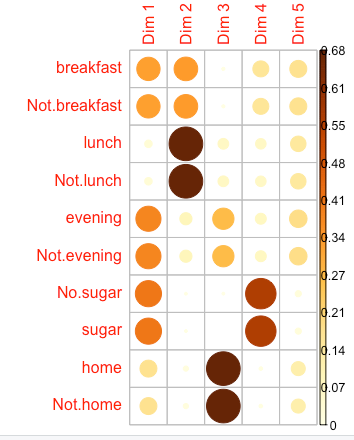 Dim 1
Dim 2
Dim 3
Dim 4
Dim 5
breakfast
Not.breakfast
lunch
Not.lunch
evening
Not.evening
No.sugar
sugar
home
Not.home
0.68
0.61
0.55
0.48
0.41
0.34
0.27
0.21
0.14
0.07
0